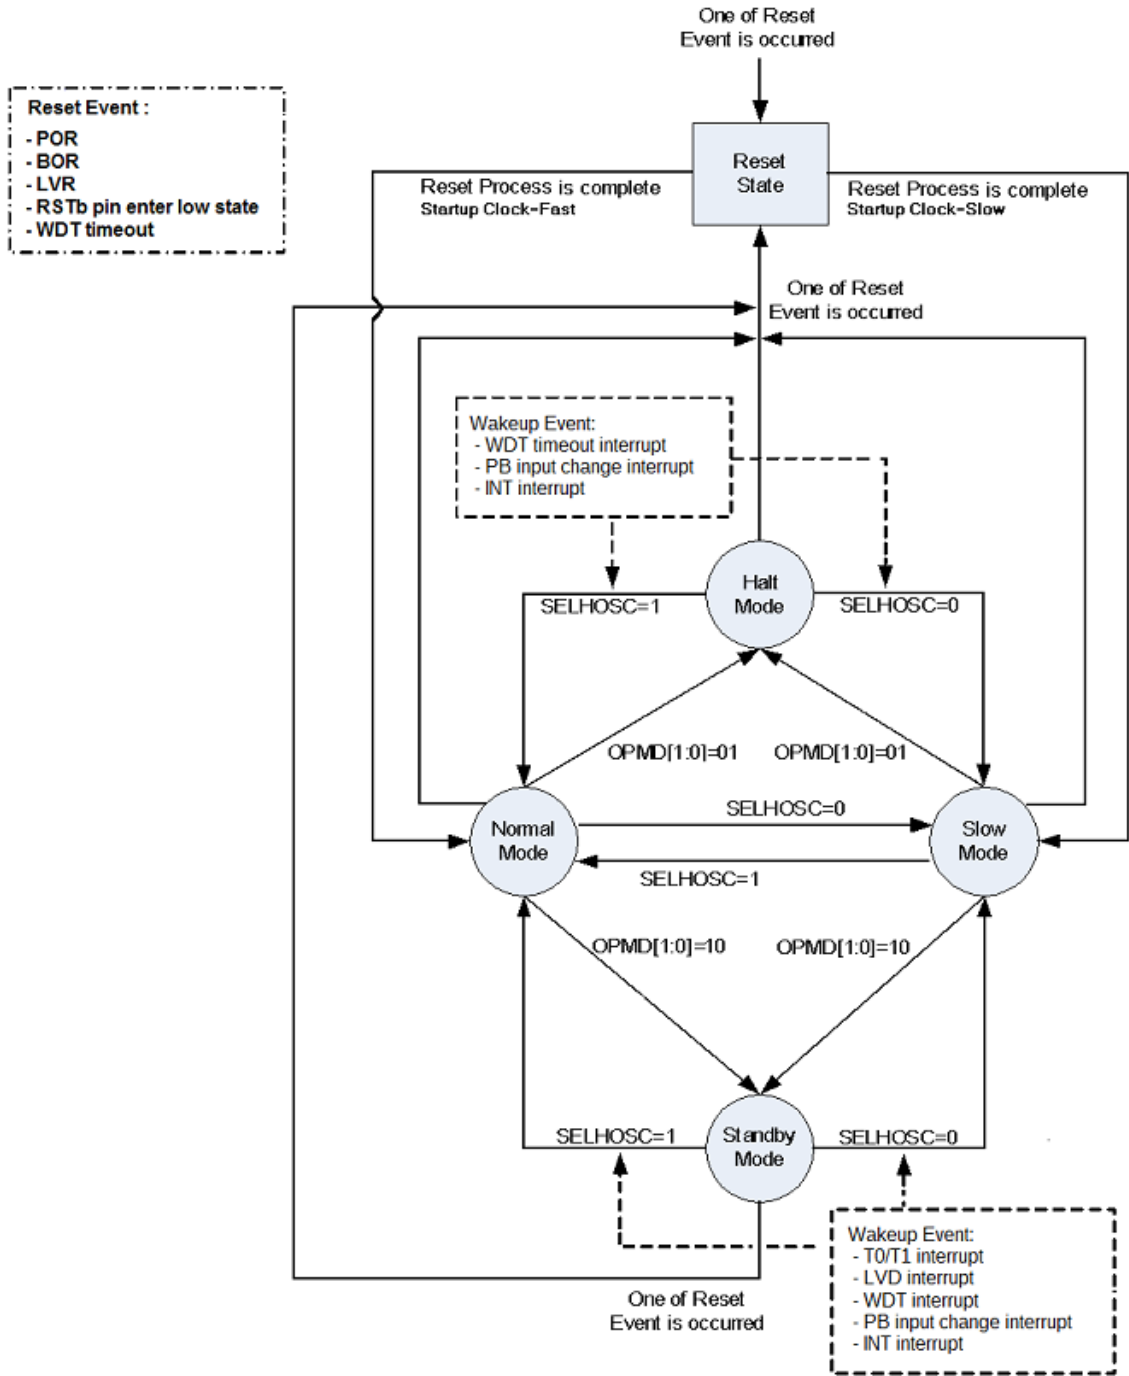 One of Reset
Event is occurred
Reset Event :
- POR
- BOR
- LVR
- RSTb pin enter low state
- WDT timeout
Reset
State
Reset Process is complete
Startup Clock-Fast
Reset Process is complete
Startup Clock-Slow
One of Reset
Event is occurred
Wakeup Event:
- WDT timeout interrupt
- PB input change interrupt
- INT interrupt
Halt
Mode
SELHOSC=1
SELHOSC=0
OPMD[1:0]=01
OPMD[1:0]=01
SELHOSC=0
Normal
Mode
Slow
Mode
SELHOSC=1
OPMD[1:0]=10
OPMD[1:0]=10
SELHOSC=1
Standby
Mode
SELHOSC=0
Wakeup Event:
- T0/T1 interrupt
- LVD interrupt
- WDT interrupt
- PB input change interrupt
- INT interrupt
One of Reset
Event is occurred